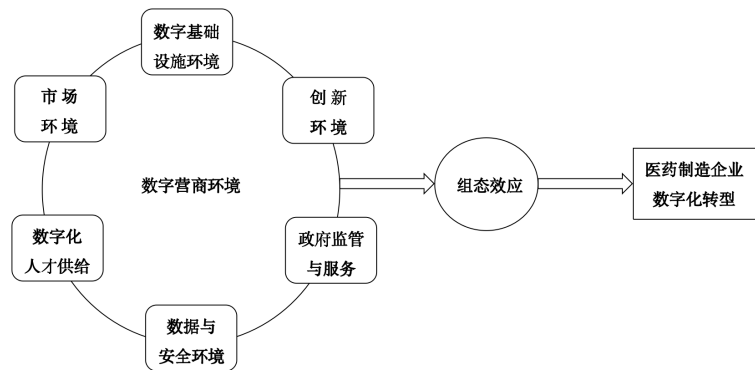 数字基础
设施环境
市 场
环 境
创 新
环 境
数字营商环境
组态效应
医药制造企业
数字化转型
数字化
人才供给
政府监管
与服务
数据与
安全环境